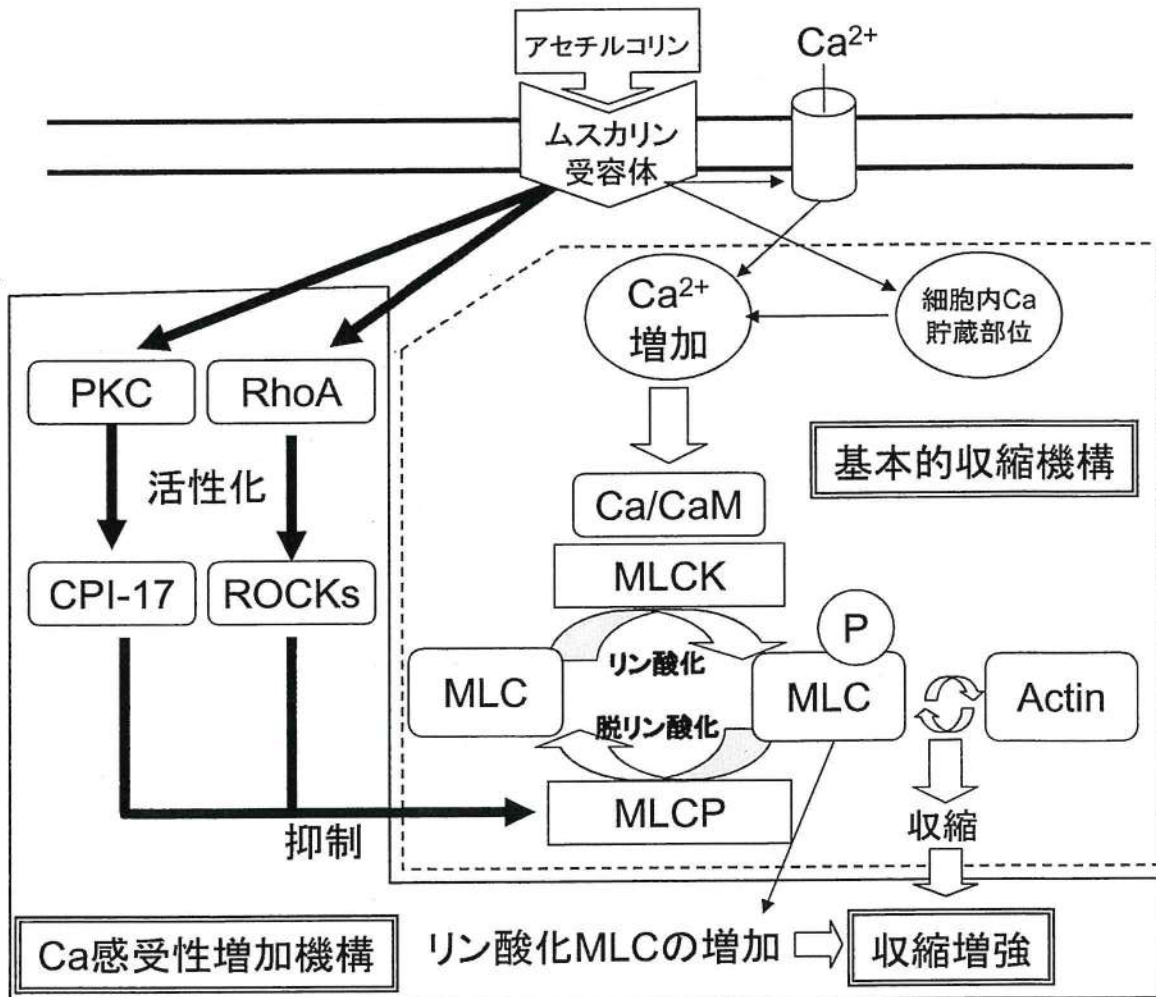 アセチルコリン
Ca2+
ムスカリン
受容体
Ca2+
増加
細胞内Ca
貯蔵部位
PKC
RhoA
基本的収縮機構
活性化
Ca/CaM
CPI-17
ROCKs
MLCK
P
リン酸化
MLC
MLC
Actin
脱リン酸化
MLCP
抑制
収縮
Ca感受性増加機構
リン酸化MLCの増加
収縮増強